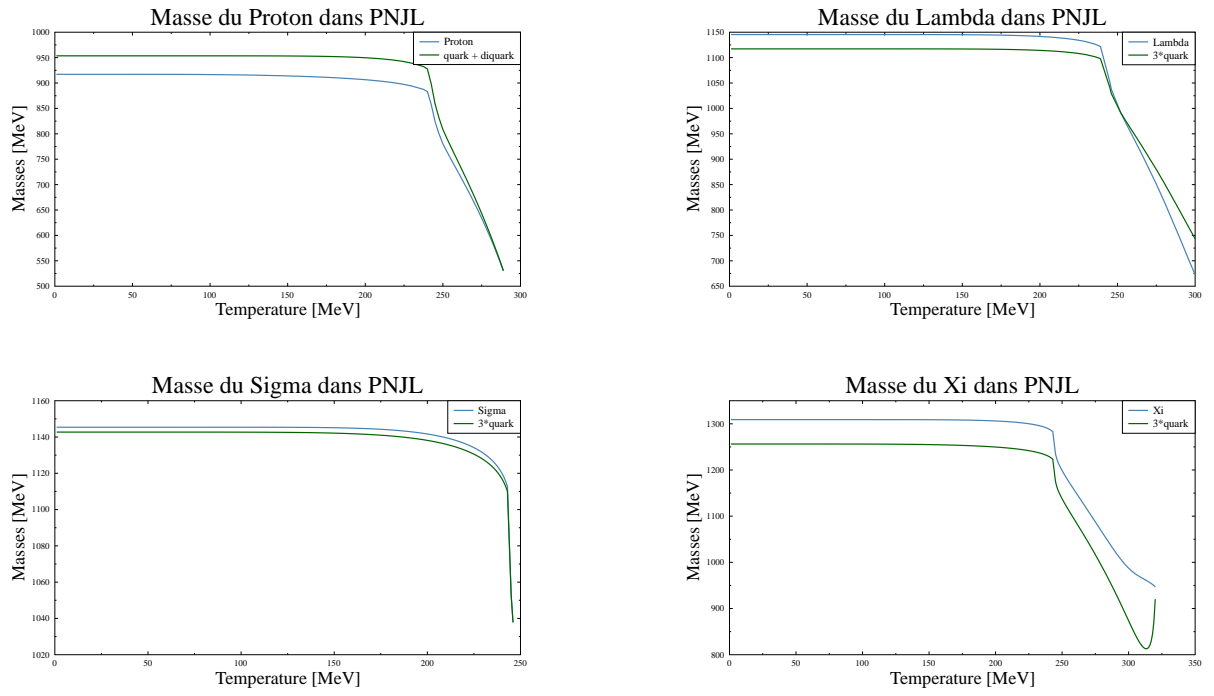 Masse du Proton dans PNJL
1000
950
900
850
800
750
700
650
600
550
500
Masses [MeV]
Proton
quark + diquark
0 50 100 150 200 250 300
Temperature [MeV]
Masse du Lambda dans PNJL
1150
1100
1050
1000
950
900
850
800
750
700
650
Masses [MeV]
Lambda
3*quark
0 50 100 150 200 250 300
Temperature [MeV]
Masse du Sigma dans PNJL
1160
1140
1120
1100
1080
1060
1040
1020
Masses [MeV]
Sigma
3*quark
0 50 100 150 200 250
Temperature [MeV]
Masse du Xi dans PNJL
1300
1200
1100
1000
900
800
Masses [MeV]
Xi
3*quark
0 50 100 150 200 250 300 350
Temperature [MeV]